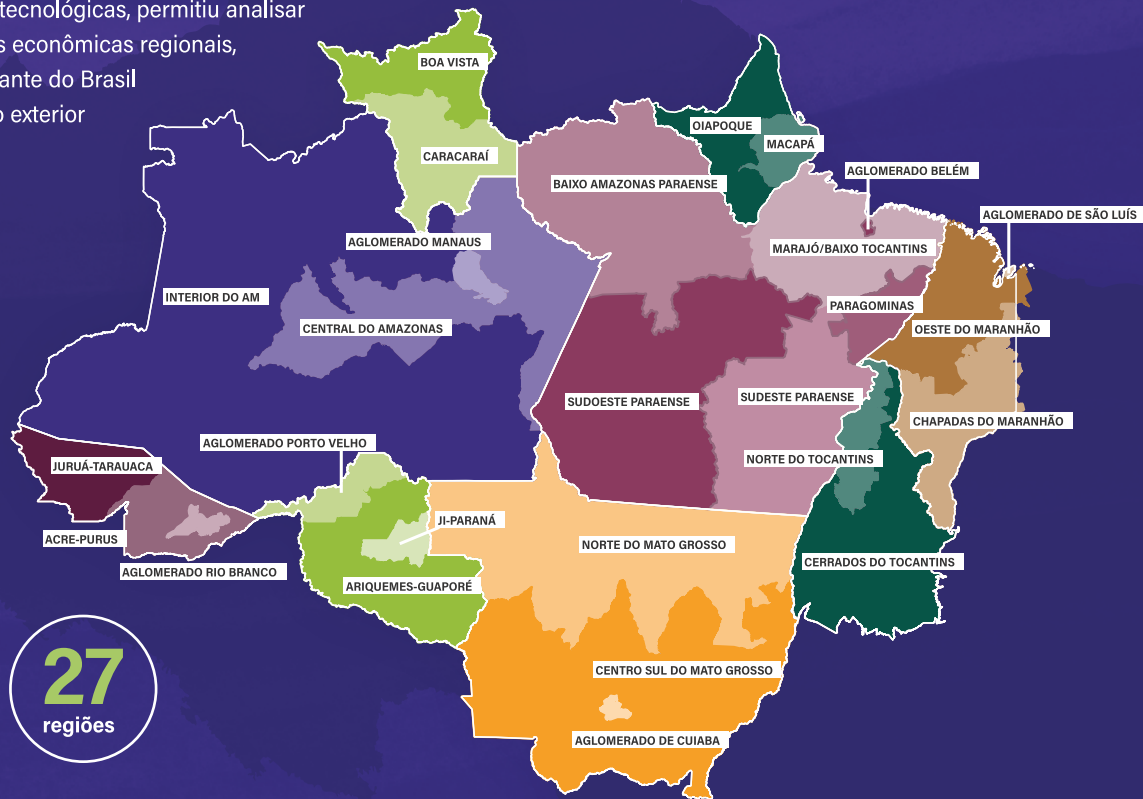 tecnológicas, permitiu analisar
s econômicas regionais,
ante do Brasil
o exterior
BOA VISTA
CARACARAÍ
OIAPOQUE
MACAPÁ
BAIXO AMAZONAS PARAENSE
AGLOMERADO BELÉM
AGLOMERADO DE SÃO LUÍS
AGLOMERADO MANAUS
MARAJÓ/BAIXO TOCANTINS
INTERIOR DO AM
CENTRAL DO AMAZONAS
PARAGOMINAS
OESTE DO MARANHÃO
SUDOESTE PARAENSE
SUDESTE PARAENSE
CHAPADAS DO MARANHÃO
AGLOMERADO PORTO VELHO
JURUÁ-TARAUACA
NORTE DO TOCANTINS
JI-PARANÁ
ACRE-PURUS
NORTE DO MATO GROSSO
AGLOMERADO RIO BRANCO
CERRADOS DO TOCANTINS
ARIQUEMES-GUAPORÉ
27
regiões
CENTRO SUL DO MATO GROSSO
AGLOMERADO DE CUIABA